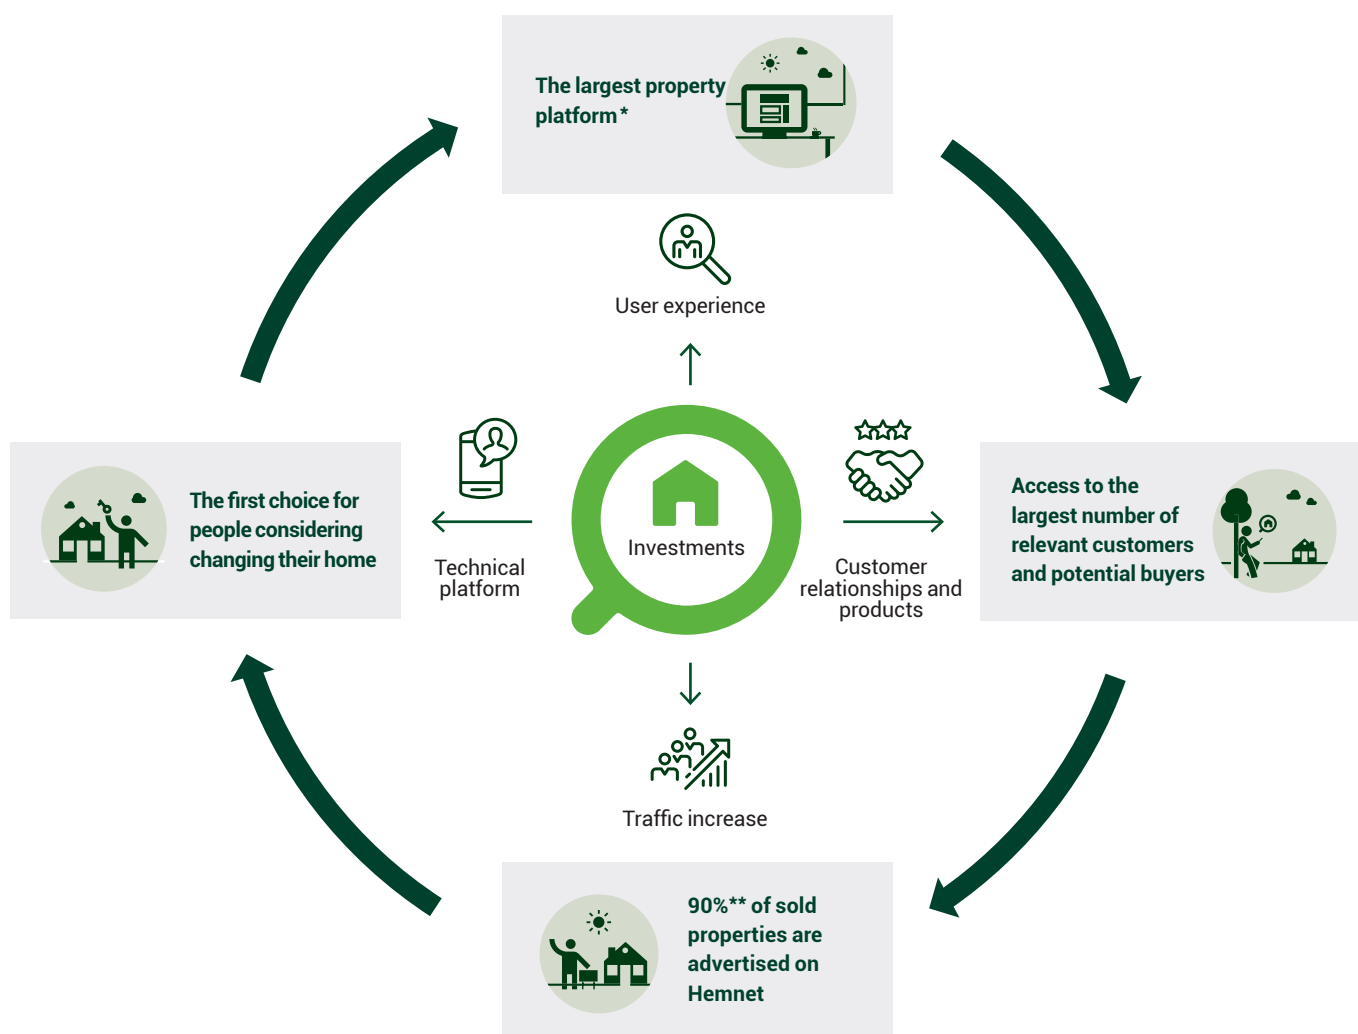 The largest property
platform*
User experience
The first choice for
people considering
changing their home
Technical
platform
Investments
Customer
relationships and
products
Access to the
largest number of
relevant customers
and potential buyers
Traffic increase
90%** of sold
properties are
advertised on
Hemnet